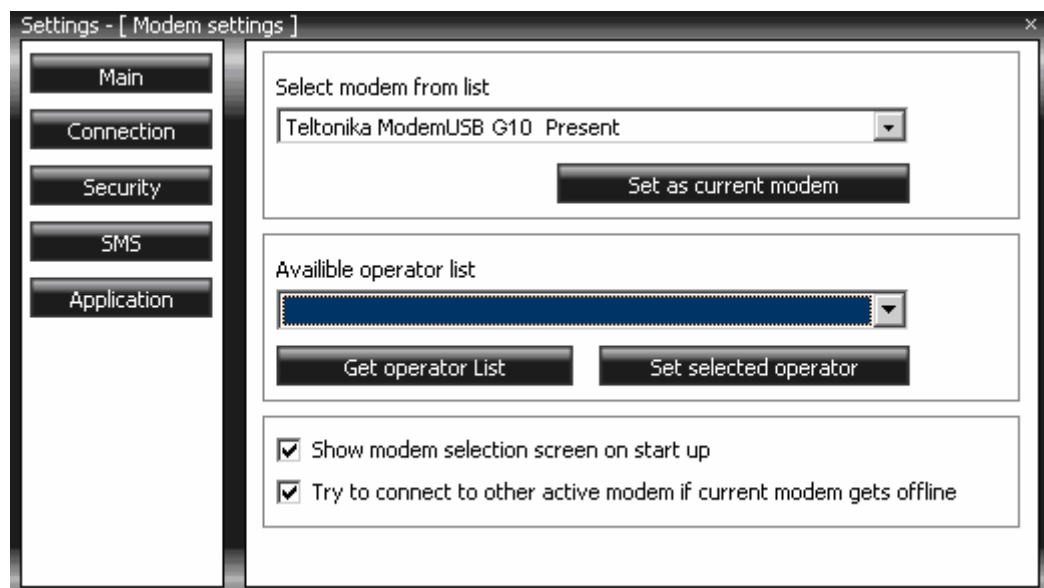 Settings - [ Modem settings ]
×
Main
Connection
Security
SMS
Application
Select modem from list
Teltonika ModemUSB G10  Present
Set as current modem
Availible operator list
Get operator List
Set selected operator
Show modem selection screen on start up
Try to connect to other active modem if current modem gets offline